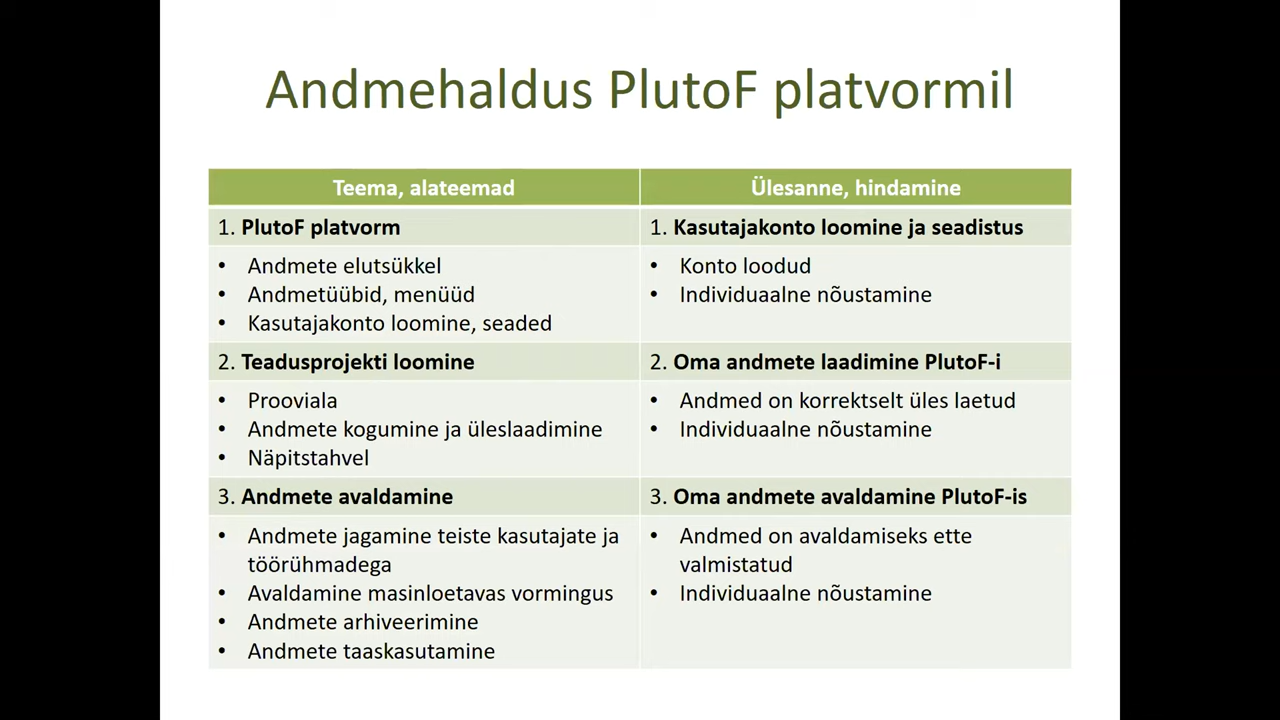 Andmehaldus PlutoF platvormil
Teema, alateemad
Ülesanne, hindamine
1. PlutoF platvorm
1. Kasutajakonto loomine ja seadistus
• Andmete elutsükkel
• Andmetüübid, menüüd
• Kasutajakonto loomine, seaded
• Konto loodud
• Individuaalne nõustamine
2. Teadusprojekti loomine
2. Oma andmete laadimine PlutoF-i
• Prooviala
• Andmete kogumine ja üleslaadimine
• Näpitstahvel
• Andmed on korrektselt üles laetud
• Individuaalne nõustamine
3. Andmete avaldamine
3. Oma andmete avaldamine PlutoF-is
• Andmete jagamine teiste kasutajate ja
töörühmadega
• Avaldamine masinloetavas vormingus
• Andmete arhiveerimine
• Andmete taaskasutamine
• Andmed on avaldamiseks ette
valmistatud
• Individuaalne nõustamine